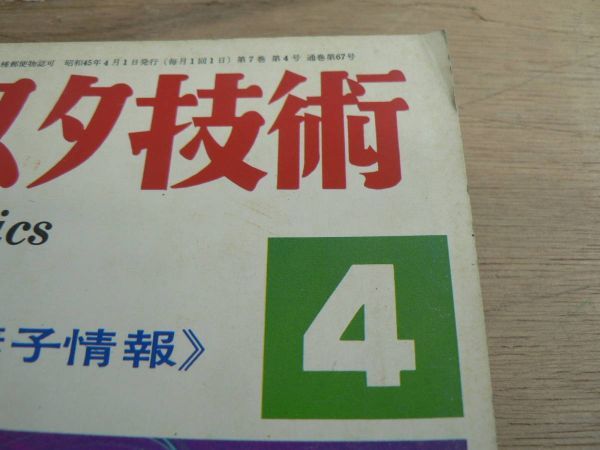 種郵便物認可 昭和45年4月1日発行(毎月1回1日)第7巻 第4号 通巻第67号
スタ技術
ics
4
子情報》